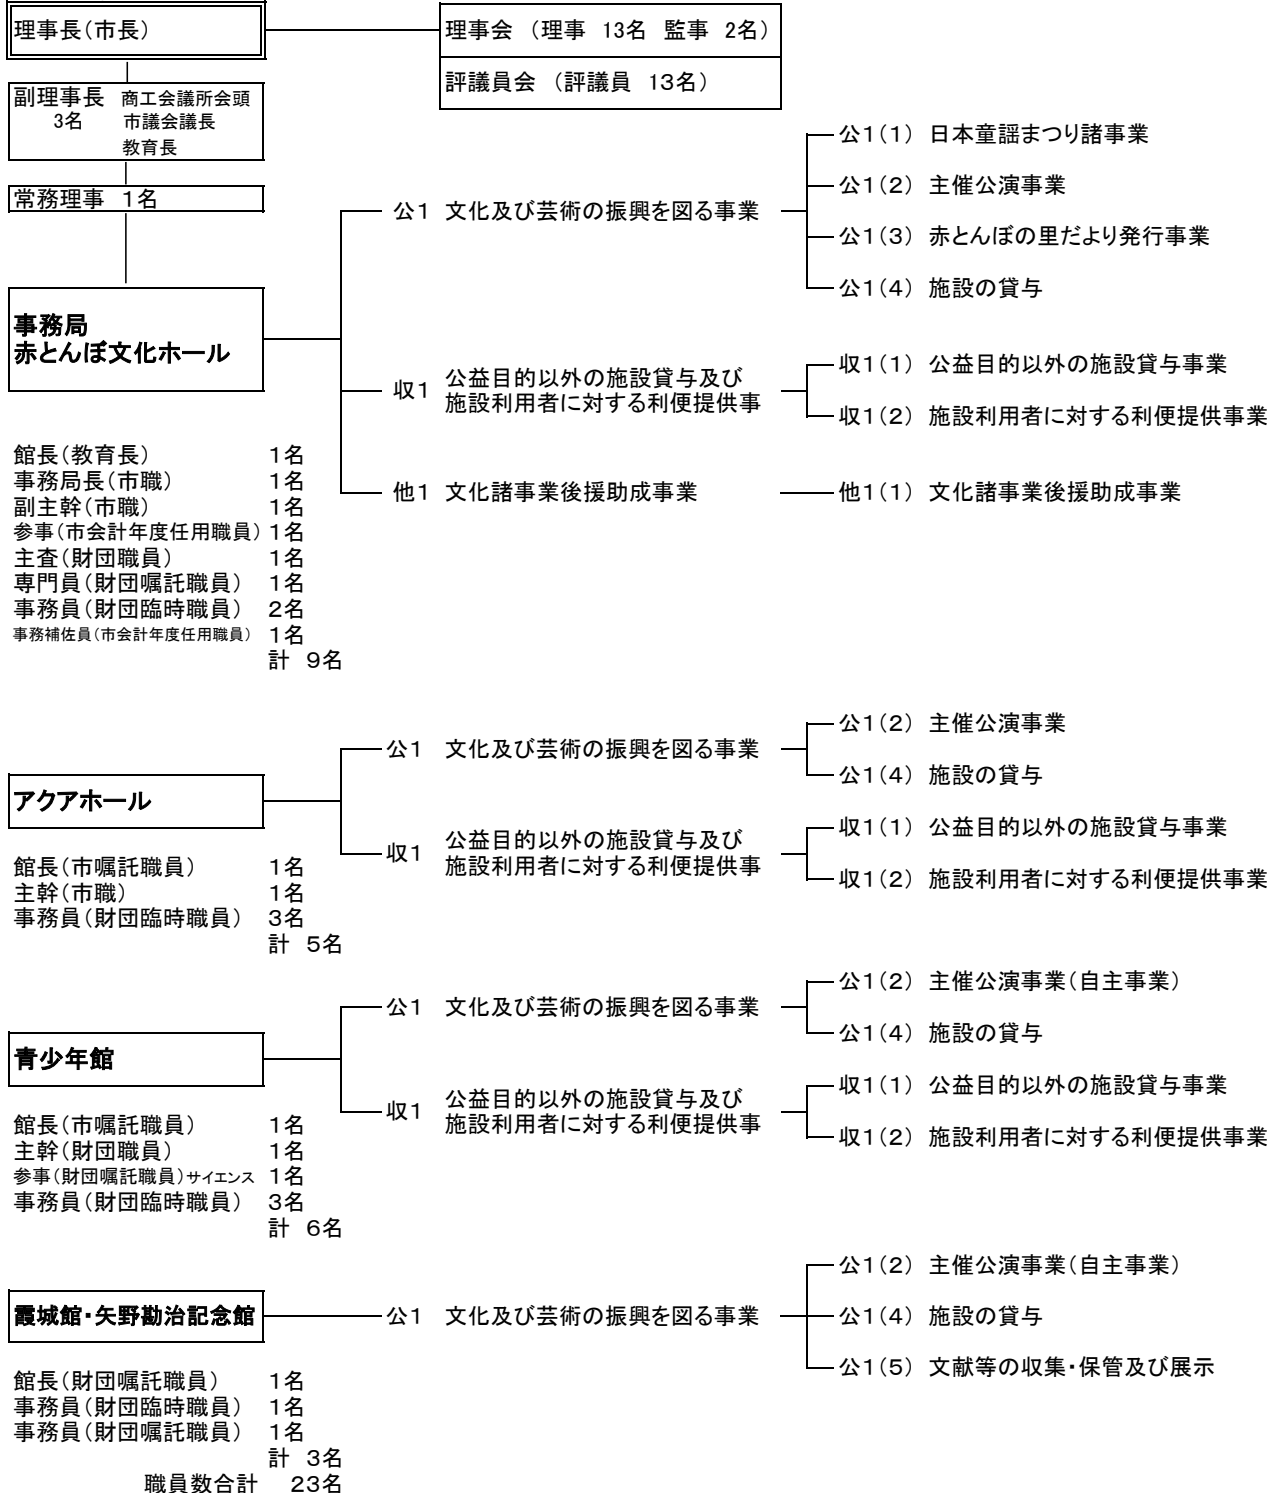 理事長(市長)
理事会 (理事 13名 監事 2名)
評議員会 (評議員 13名)
副理事長 商工会議所会頭
3名 市議会議長
教育長
常務理事 1名
事務局
赤とんぼ文化ホール
公1 文化及び芸術の振興を図る事業
公1(1) 日本童謡まつり諸事業
公1(2) 主催公演事業
公1(3) 赤とんぼの里だより発行事業
公1(4) 施設の貸与
収1 公益目的以外の施設貸与及び
施設利用者に対する利便提供事
収1(1) 公益目的以外の施設貸与事業
収1(2) 施設利用者に対する利便提供事業
他1 文化諸事業後援助成事業
他1(1) 文化諸事業後援助成事業
館長(教育長) 1名
事務局長(市職) 1名
副主幹(市職) 1名
参事(市会計年度任用職員) 1名
主査(財団職員) 1名
専門員(財団嘱託職員) 1名
事務員(財団臨時職員) 2名
事務補佐員(市会計年度任用職員) 1名
計 9名
アクアホール
公1 文化及び芸術の振興を図る事業
公1(2) 主催公演事業
公1(4) 施設の貸与
収1 公益目的以外の施設貸与及び
施設利用者に対する利便提供事
収1(1) 公益目的以外の施設貸与事業
収1(2) 施設利用者に対する利便提供事業
館長(市嘱託職員) 1名
主幹(市職) 1名
事務員(財団臨時職員) 3名
計 5名
青少年館
公1 文化及び芸術の振興を図る事業
公1(2) 主催公演事業(自主事業)
公1(4) 施設の貸与
収1 公益目的以外の施設貸与及び
施設利用者に対する利便提供事
収1(1) 公益目的以外の施設貸与事業
収1(2) 施設利用者に対する利便提供事業
館長(市嘱託職員) 1名
主幹(財団職員) 1名
参事(財団嘱託職員)サイエンス 1名
事務員(財団臨時職員) 3名
計 6名
霞城館・矢野勘治記念館
公1 文化及び芸術の振興を図る事業
公1(2) 主催公演事業(自主事業)
公1(4) 施設の貸与
公1(5) 文献等の収集・保管及び展示
館長(財団嘱託職員) 1名
事務員(財団臨時職員) 1名
事務員(財団嘱託職員) 1名
計 3名
職員数合計 23名